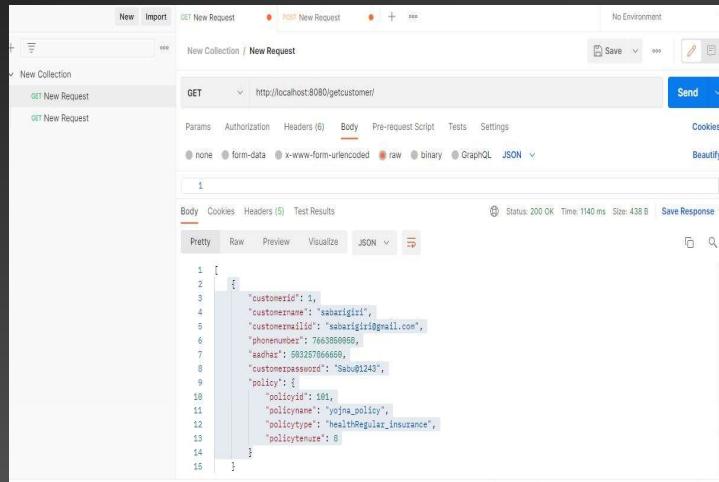 New Import GET New Request POST New Request + ooo No Environment
+ ooo New Collection / New Request Save ooo
New Collection
GET New Request GET http://localhost:8080/getcustomer/ Send
GET New Request
Params Authorization Headers (6) Body Pre-request Script Tests Settings Cookies
none form-data x-www-form-urlencoded raw binary GraphQL JSON Beautify
1
Body Cookies Headers (5) Test Results Status: 200 OK Time: 1140 ms Size: 438 B Save Response
Pretty Raw Preview Visualize JSON
1 [
2 {
3 "customerid": 1,
4 "customername": "sabarigiri",
5 "customermailid": "sabarigiri@gmail.com",
6 "phonenumber": 7663850050,
7 "aadhar": 503257066650,
8 "customerpassword": "Sabu@1243",
9 "policy": {
10 "policyid": 101,
11 "policyname": "yojna_policy",
12 "policytype": "healthRegular_insurance",
13 "policytenure": 8
14 }
15 }